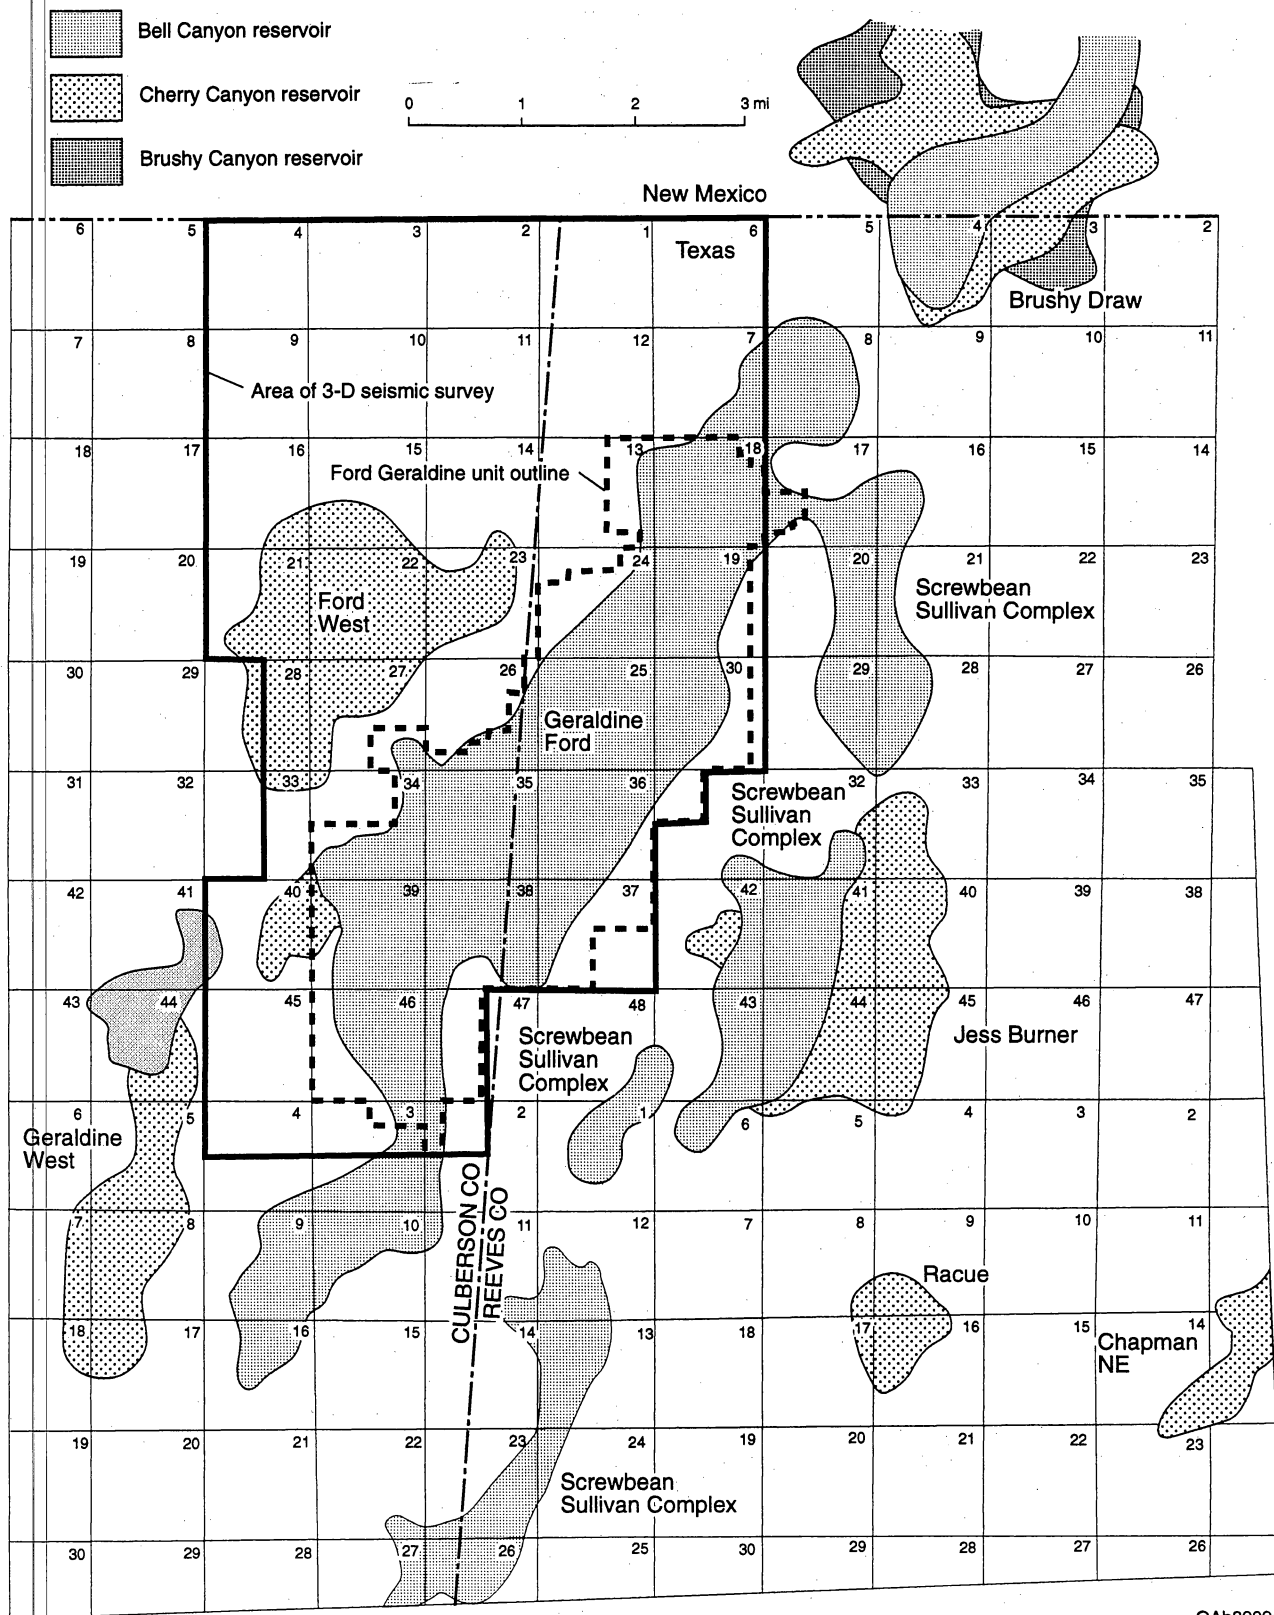 Bell Canyon reservoir
Cherry Canyon reservoir
Brushy Canyon reservoir
0 1 2 3 mi
New Mexico
Texas
6 5 4 3 2 1 6 5 4 3 2
Brushy Draw
7 8 9 10 11 12 7 8 9 10 11
Area of 3-D seismic survey
18 17 16 15 14 13 18 17 16 15 14
Ford Geraldine unit outline
19 20 21 22 23 24 19 20 21 22 23
Ford
West
Screwbean
Sullivan Complex
30 29 28 27 26 25 30 29 28 27 26
Geraldine
Ford
31 32 33 34 35 36 32 33 34 35
Screwbean
Sullivan
Complex
42 41 40 39 38 37 42 41 40 39 38
43 44 45 46 47 48 43 44 45 46 47
Screwbean
Sullivan
Complex
Jess Burner
6 5 4 3 2 1 6 5 4 3 2
Geraldine
West
CULBERSON CO
REEVES CO
7 8 9 10 11 12 7 8 9 10 11
Racue
18 17 16 15 14 13 18 17 16 15 14
Chapman
NE
19 20 21 22 23 24 19 20 21 22 23
Screwbean
Sullivan Complex
30 29 28 27 26 25 30 29 28 27 26